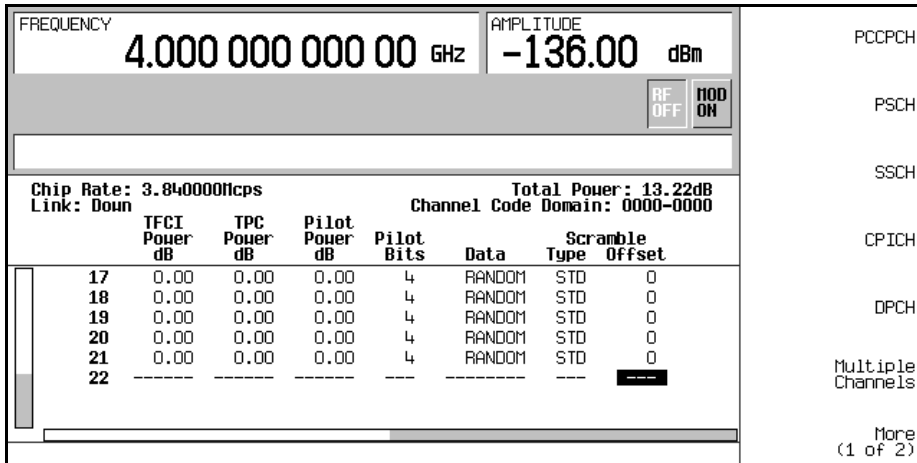 FREQUENCY
4.000 000 000 00 GHz
AMPLITUDE
-136.00 dBm
RF OFF
MOD ON
Chip Rate: 3.840000Mcps
Total Power: 13.22dB
Link: Down
Channel Code Domain: 0000-0000
TFCI Power dB TPC Power dB Pilot Power dB Pilot Bits Data Scramble Type Offset
17 0.00 0.00 0.00 4 RANDOM STD 0
18 0.00 0.00 0.00 4 RANDOM STD 0
19 0.00 0.00 0.00 4 RANDOM STD 0
20 0.00 0.00 0.00 4 RANDOM STD 0
21 0.00 0.00 0.00 4 RANDOM STD 0
22 ------ ------ ------ --- -------- --- ---
PCCPCH
PSCH
SSCH
CPICH
DPCH
Multiple
Channels
More
(1 of 2)